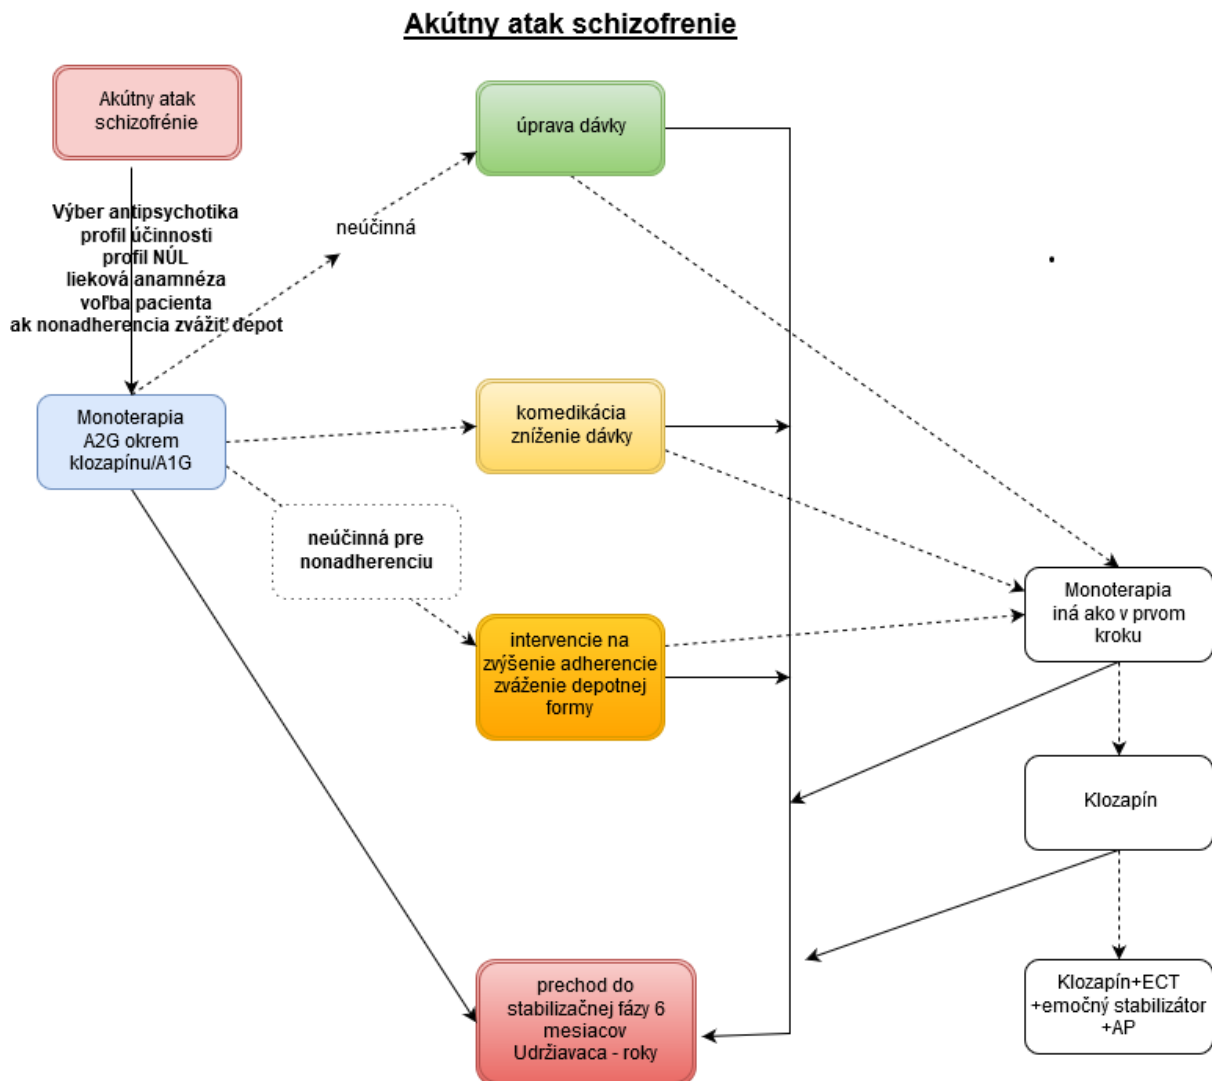 Akútny atak schizofrenie
Akútny atak
schizofrénie
Výber antipsychotika
profil účinnosti
profil NÚL
lieková anamnéza
voľba pacienta
ak nonadherencia zvážiť depot
Monoterapia
A2G okrem
klozapínu/A1G
neúčinná
úprava dávky
komedikácia
zníženie dávky
neúčinná pre
nonadherenciu
intervencie na
zvýšenie adherencie
zváženie depotnej
formy
Monoterapia
iná ako v prvom
kroku
Klozapín
Klozapín+ECT
+emočný stabilizátor
+AP
prechod do
stabilizačnej fázy 6
mesiacov
Udržiavaca - roky